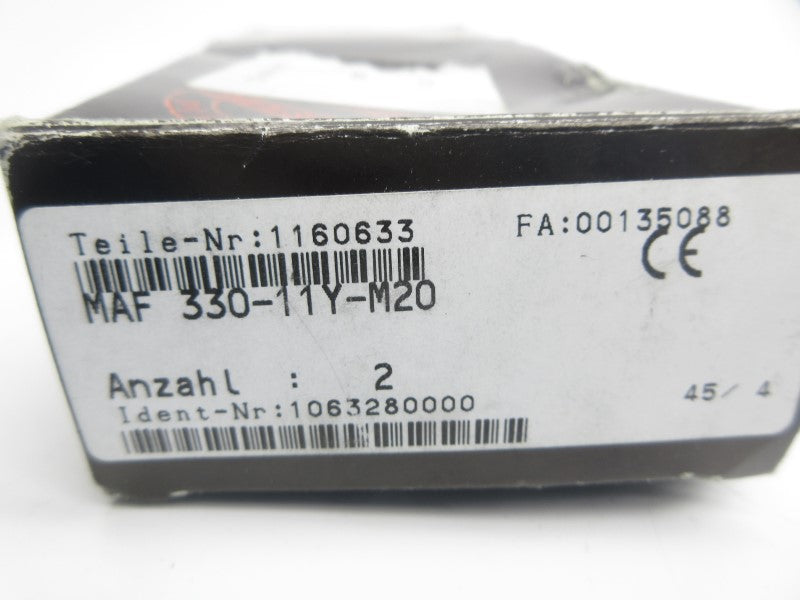 Teile-Nr:1160633
FA:00135088
CE
MAF 330-11Y-M20
Anzahl : 2
Ident-Nr:1063280000
45/ 4